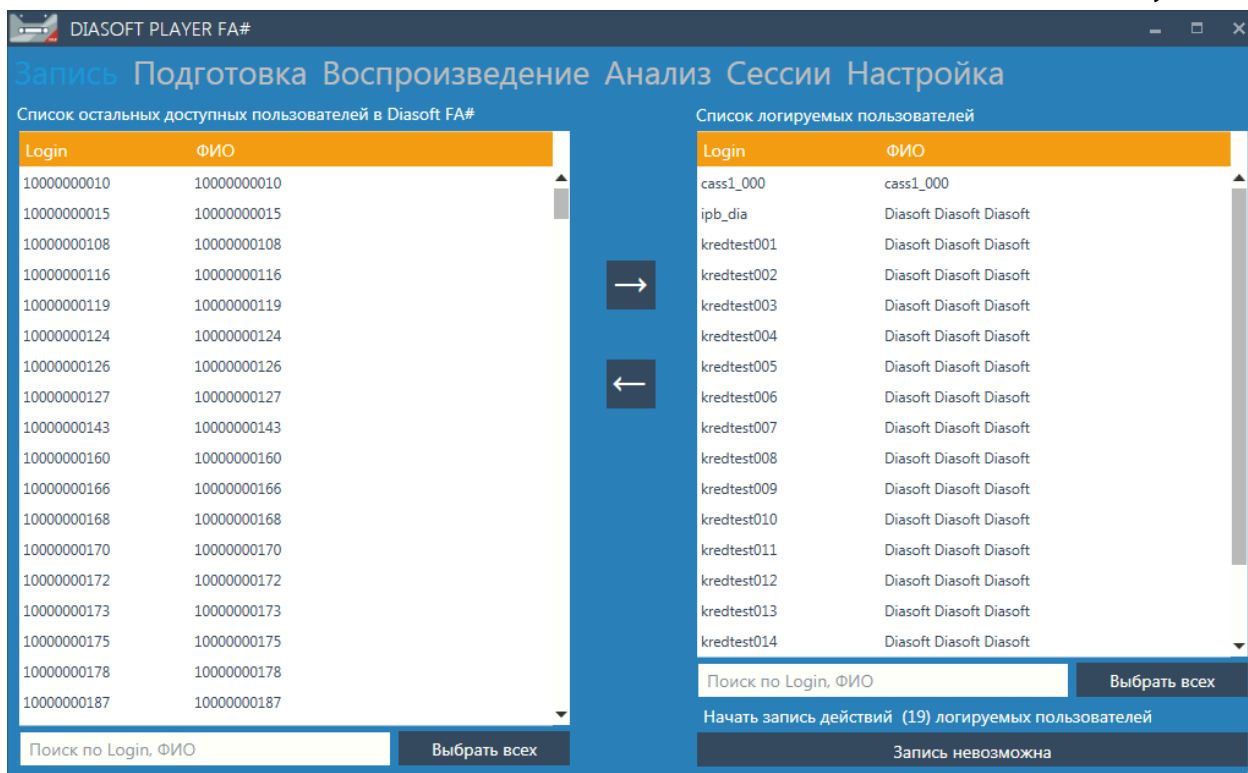 DIASOFT PLAYER FA#
Запись Подготовка Воспроизведение Анализ Сессии Настройка
Список остальных доступных пользователей в Diasoft FA#
Login ФИО
10000000010 10000000010
10000000015 10000000015
10000000108 10000000108
10000000116 10000000116
10000000119 10000000119
10000000124 10000000124
10000000126 10000000126
10000000127 10000000127
10000000143 10000000143
10000000160 10000000160
10000000166 10000000166
10000000168 10000000168
10000000170 10000000170
10000000172 10000000172
10000000173 10000000173
10000000175 10000000175
10000000178 10000000178
10000000187 10000000187
Поиск по Login, ФИО
Выбрать всех
→
←
Список логируемых пользователей
Login ФИО
cass1_000 cass1_000
ipb_dia Diasoft Diasoft Diasoft
kredtest001 Diasoft Diasoft Diasoft
kredtest002 Diasoft Diasoft Diasoft
kredtest003 Diasoft Diasoft Diasoft
kredtest004 Diasoft Diasoft Diasoft
kredtest005 Diasoft Diasoft Diasoft
kredtest006 Diasoft Diasoft Diasoft
kredtest007 Diasoft Diasoft Diasoft
kredtest008 Diasoft Diasoft Diasoft
kredtest009 Diasoft Diasoft Diasoft
kredtest010 Diasoft Diasoft Diasoft
kredtest011 Diasoft Diasoft Diasoft
kredtest012 Diasoft Diasoft Diasoft
kredtest013 Diasoft Diasoft Diasoft
kredtest014 Diasoft Diasoft Diasoft
Поиск по Login, ФИО
Выбрать всех
Начать запись действий (19) логируемых пользователей
Запись невозможна